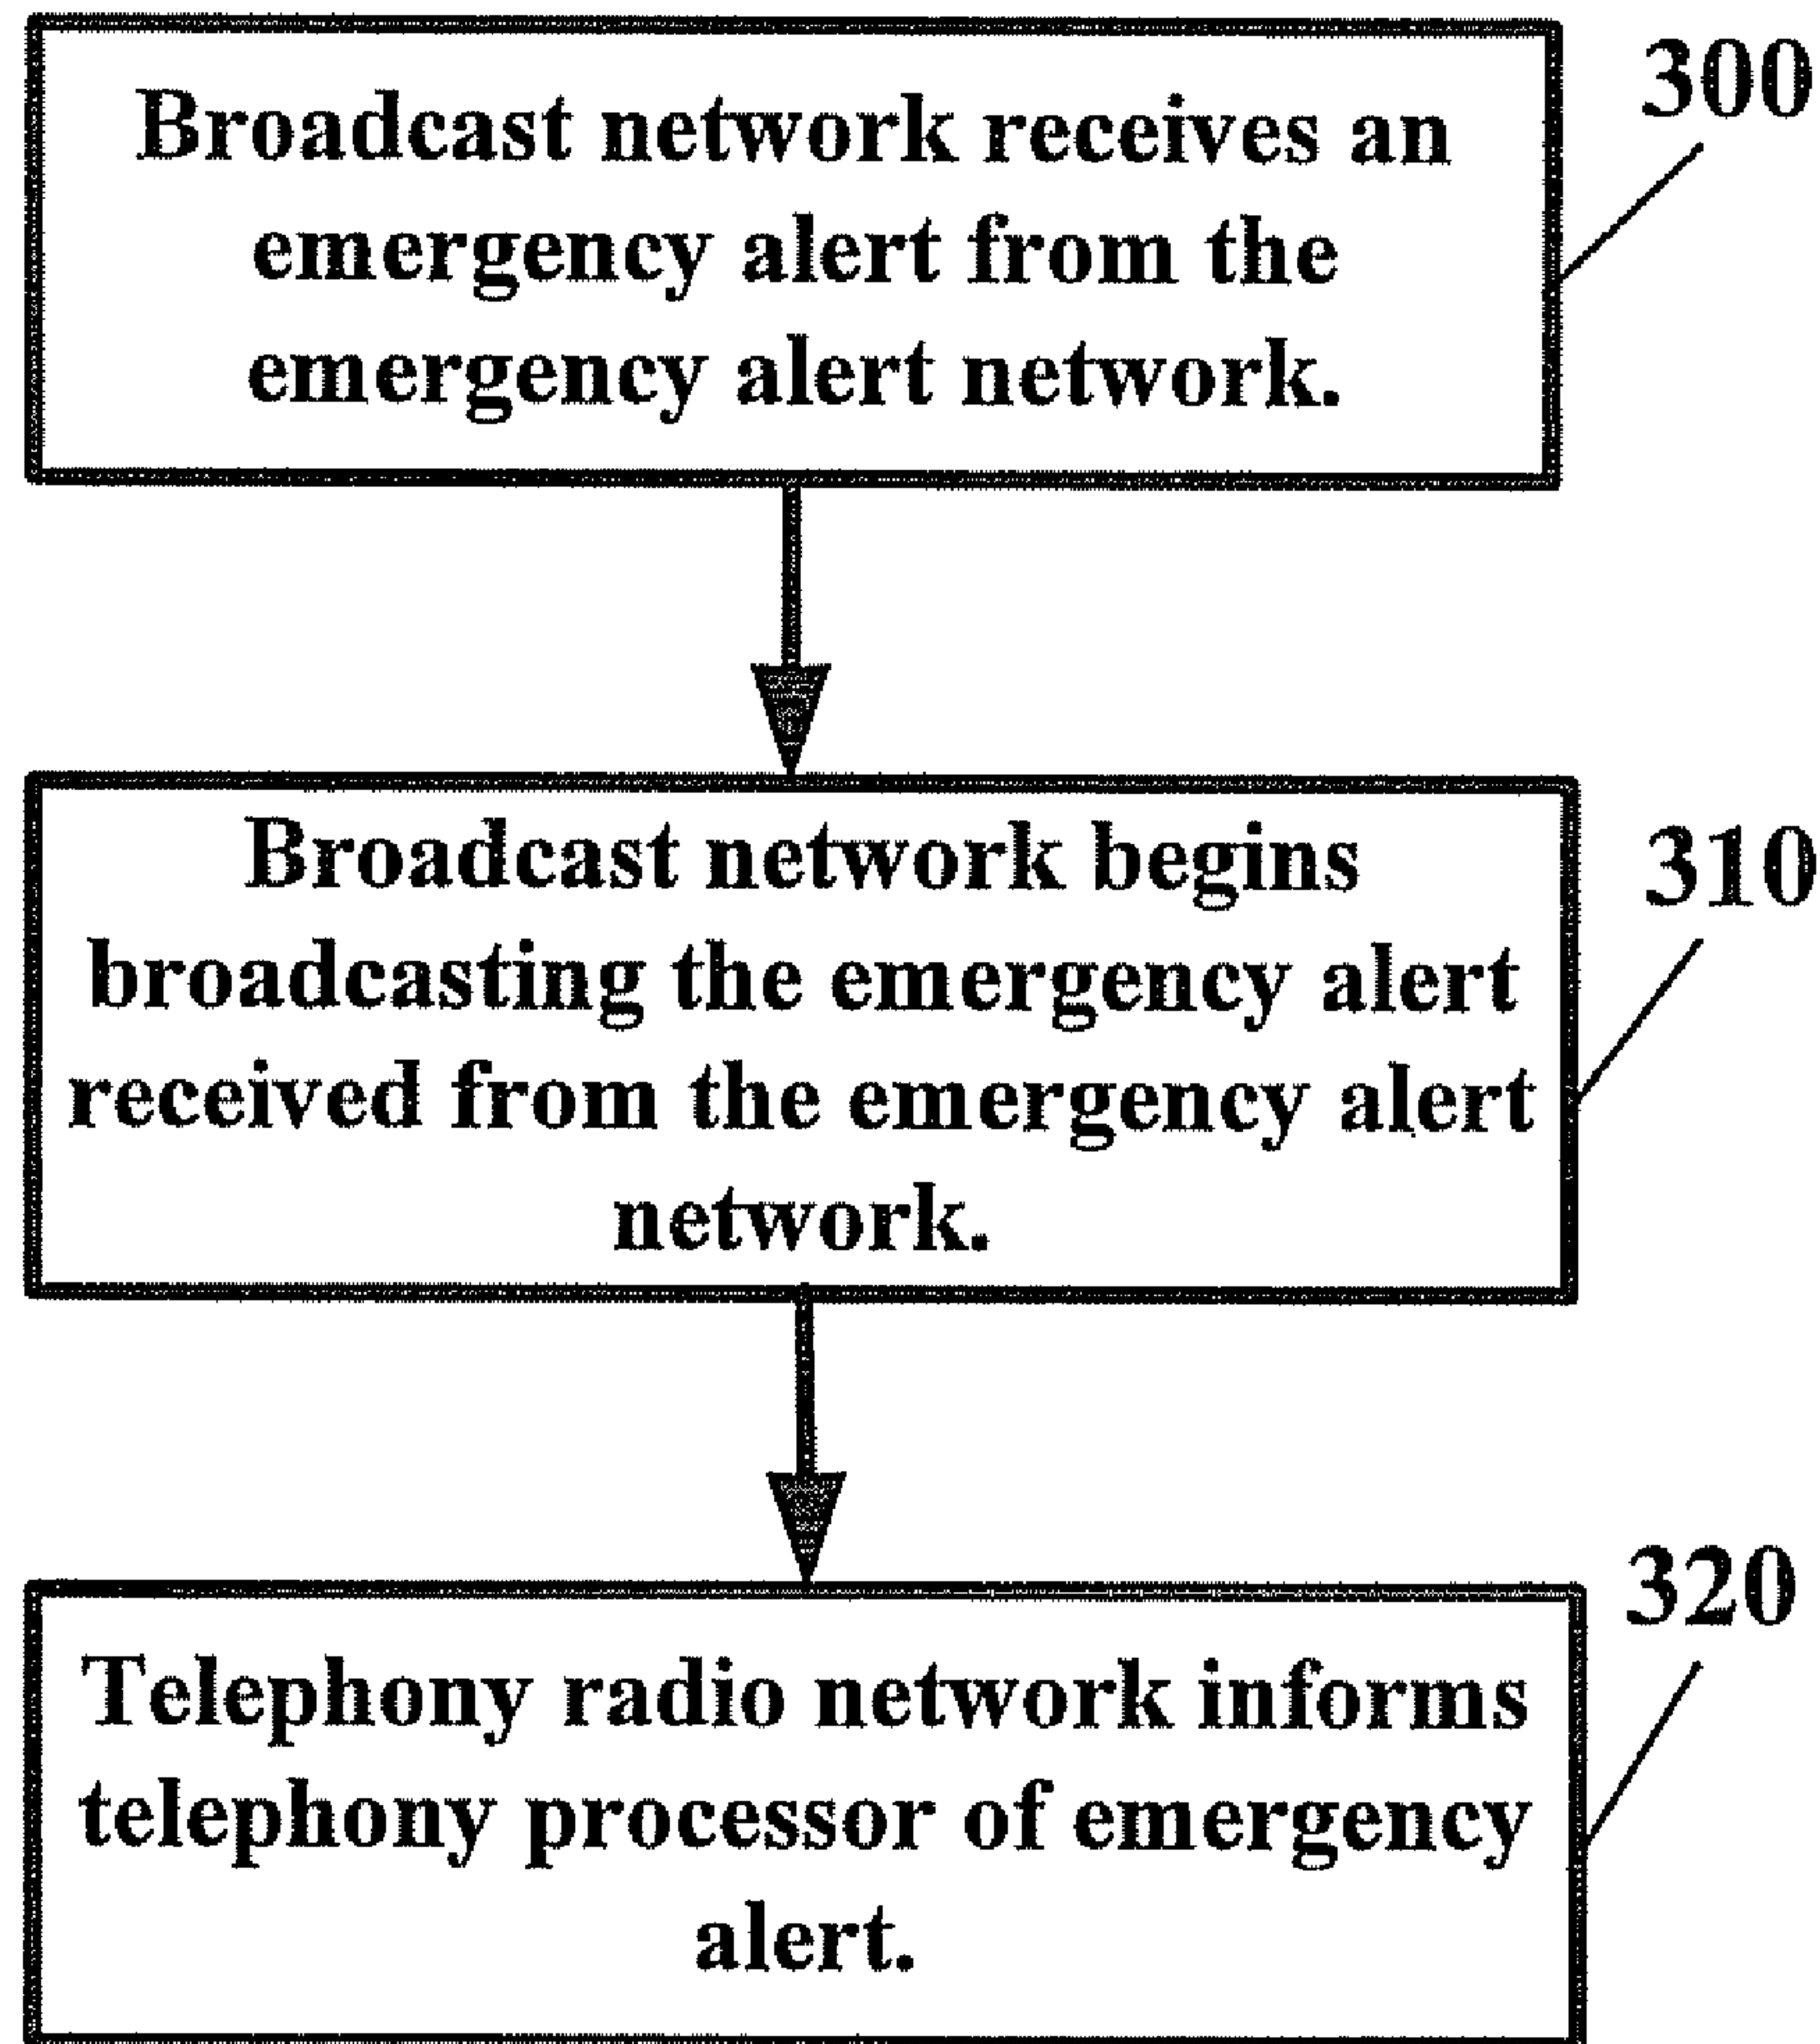 Broadcast network receives an
emergency alert from the
emergency alert network.
300
Broadcast network begins
broadcasting the emergency alert
received from the emergency alert
network.
310
Telephony radio network informs
telephony processor of emergency
alert.
320